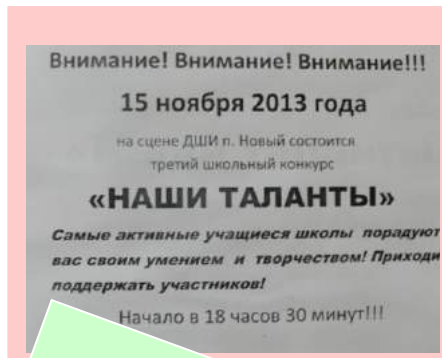 Внимание! Внимание! Внимание!!!
15 ноября 2013 года
на сцене ДШИ п. Новый состоится
третий школьный конкурс
«НАШИ ТАЛАНТЫ»
Самые активные учащиеся школы порадуют
вас своим умением и творчеством! Приходи
поддержать участников!
Начало в 18 часов 30 минут!!!